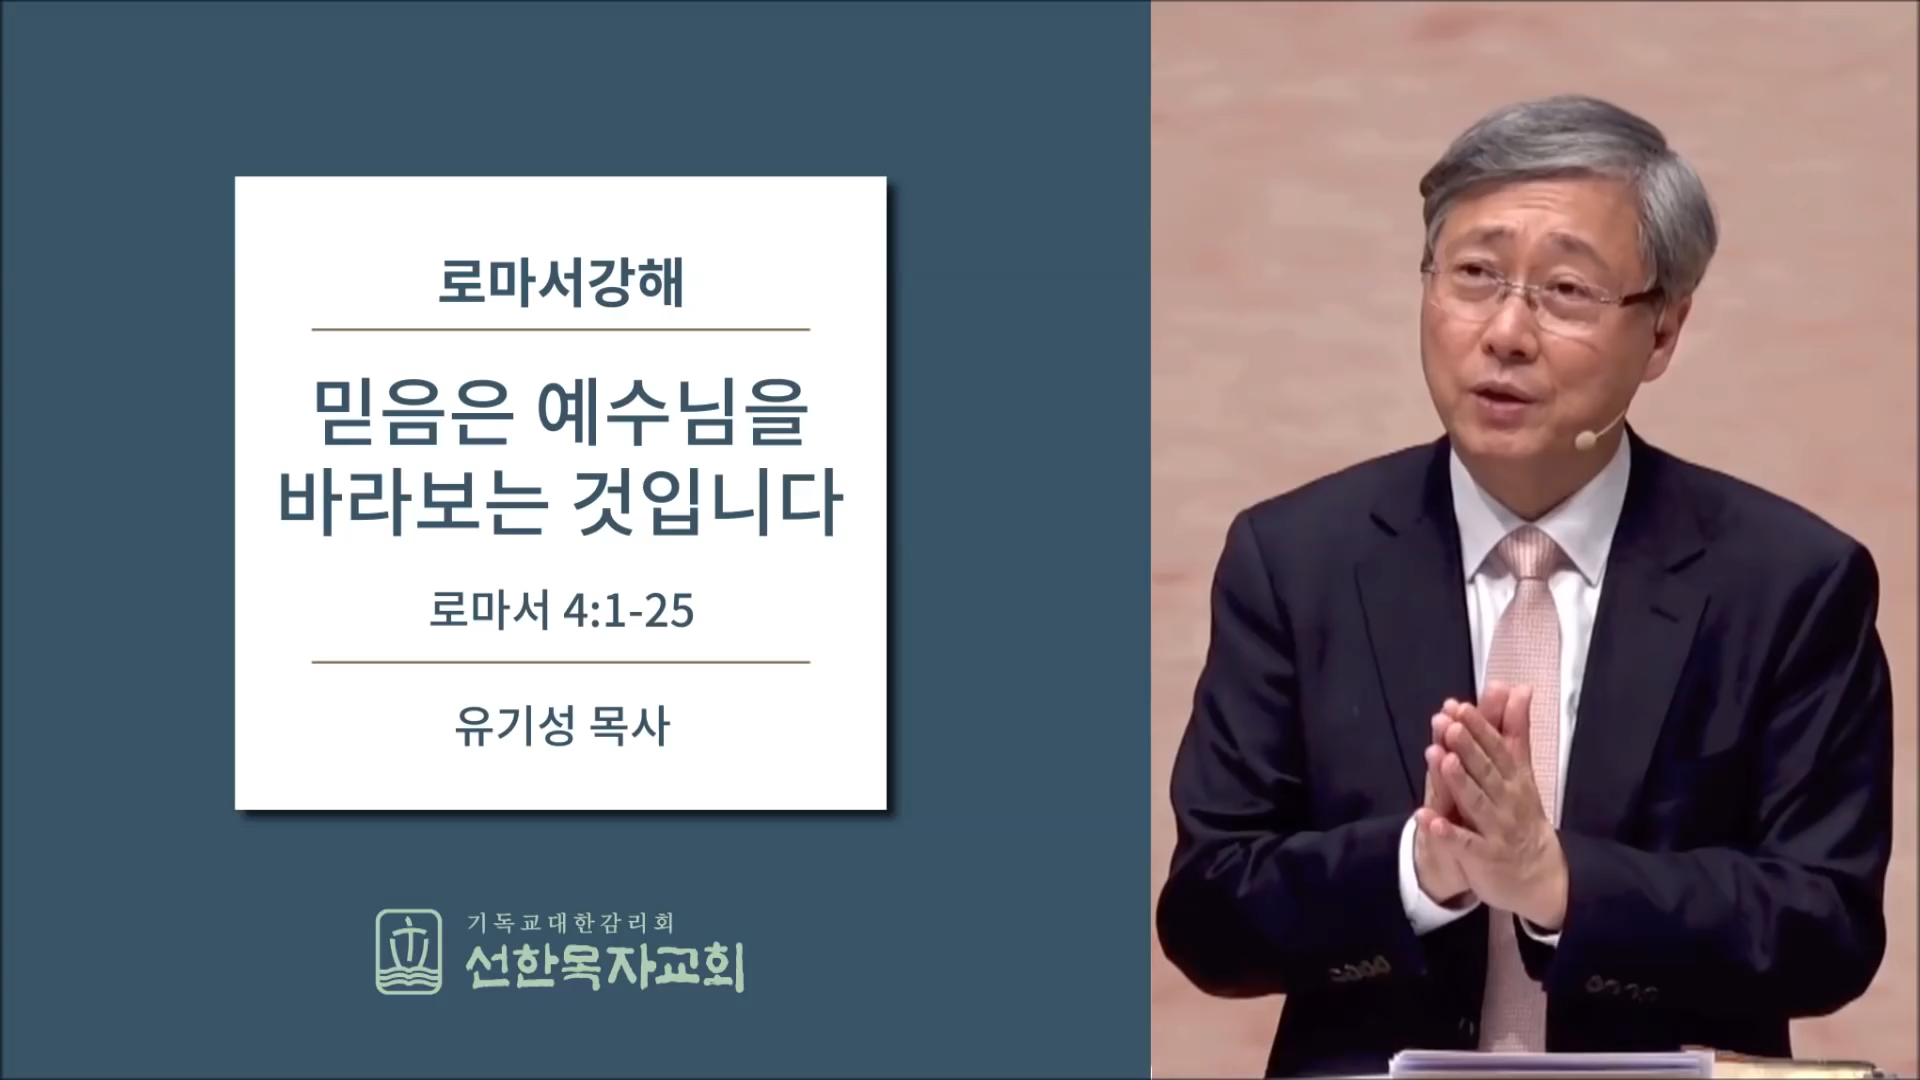 로마서강해
믿음은 예수님을
바라보는 것입니다
로마서 4:1-25
유기성 목사
기독교대한감리회
선한목자교회